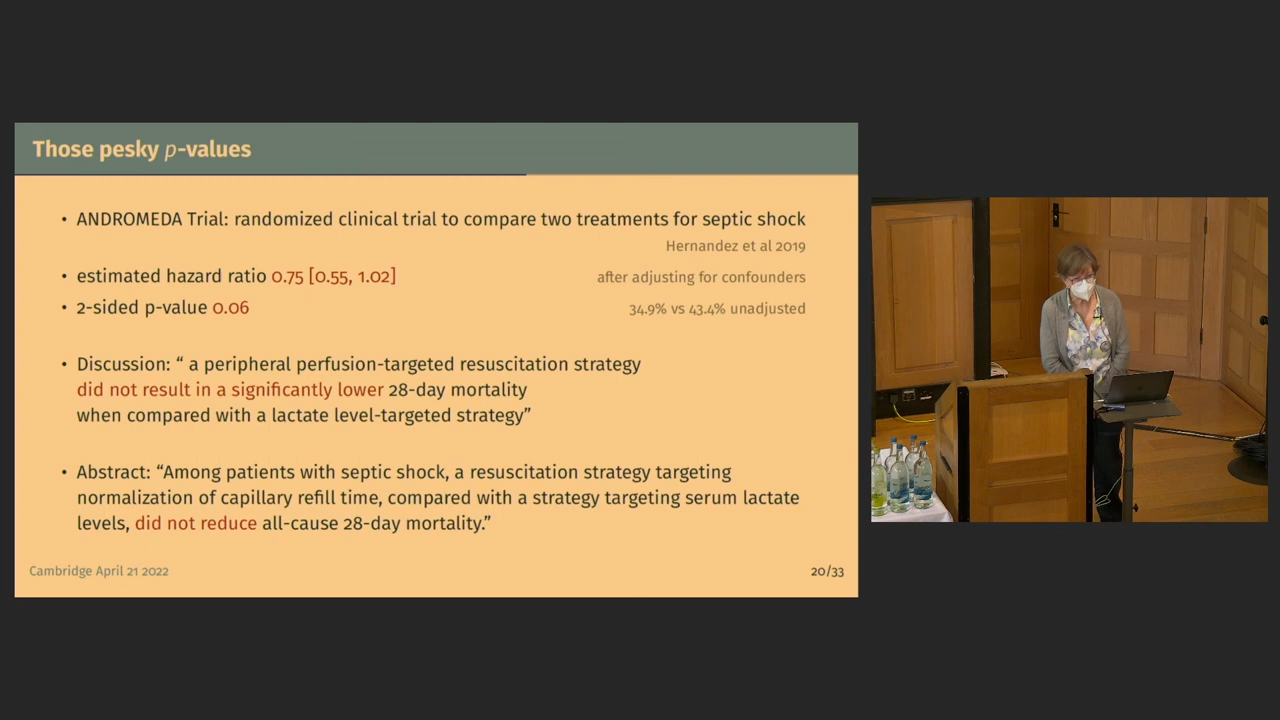 Those pesky p-values
• ANDROMEDA Trial: randomized clinical trial to compare two treatments for septic shock
Hernandez et al 2019
• estimated hazard ratio 0.75 [0.55, 1.02]
after adjusting for confounders
• 2-sided p-value 0.06
34.9% vs 43.4% unadjusted
• Discussion: “ a peripheral perfusion-targeted resuscitation strategy
did not result in a significantly lower 28-day mortality
when compared with a lactate level-targeted strategy”
• Abstract: “Among patients with septic shock, a resuscitation strategy targeting
normalization of capillary refill time, compared with a strategy targeting serum lactate
levels, did not reduce all-cause 28-day mortality.”
Cambridge April 21 2022
20/33